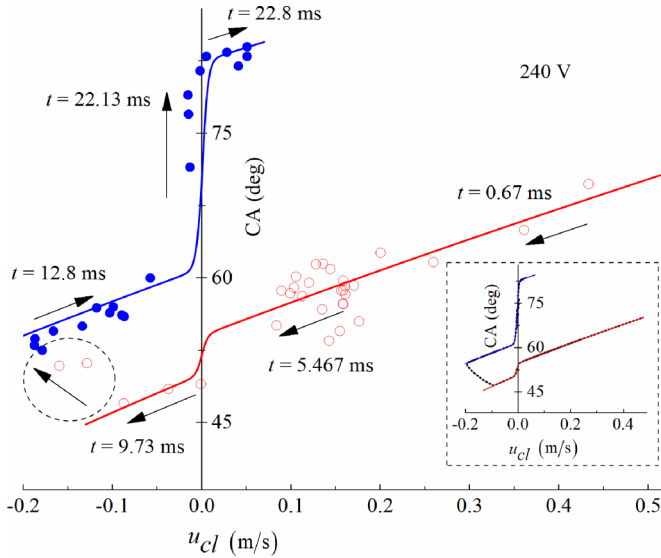 t = 22.8 ms
240 V
t = 22.13 ms
75
CA (deg)
t = 0.67 ms
t = 12.8 ms
60
75
CA (deg)
60
t = 5.467 ms
45
45
t = 9.73 ms
-0.2 0.0 0.2 0.4
u_cl (m/s)
-0.2 -0.1 0.0 0.1 0.2 0.3 0.4 0.5
u_cl (m/s)